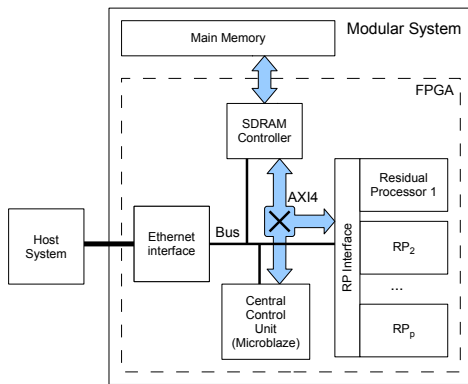 Modular System
Main Memory
FPGA
SDRAM
Controller
AXI4
Residual
Processor 1
Host
System
Ethernet
interface
Bus
RP Interface
RP2
...
Central
Control
Unit
(Microblaze)
RPp